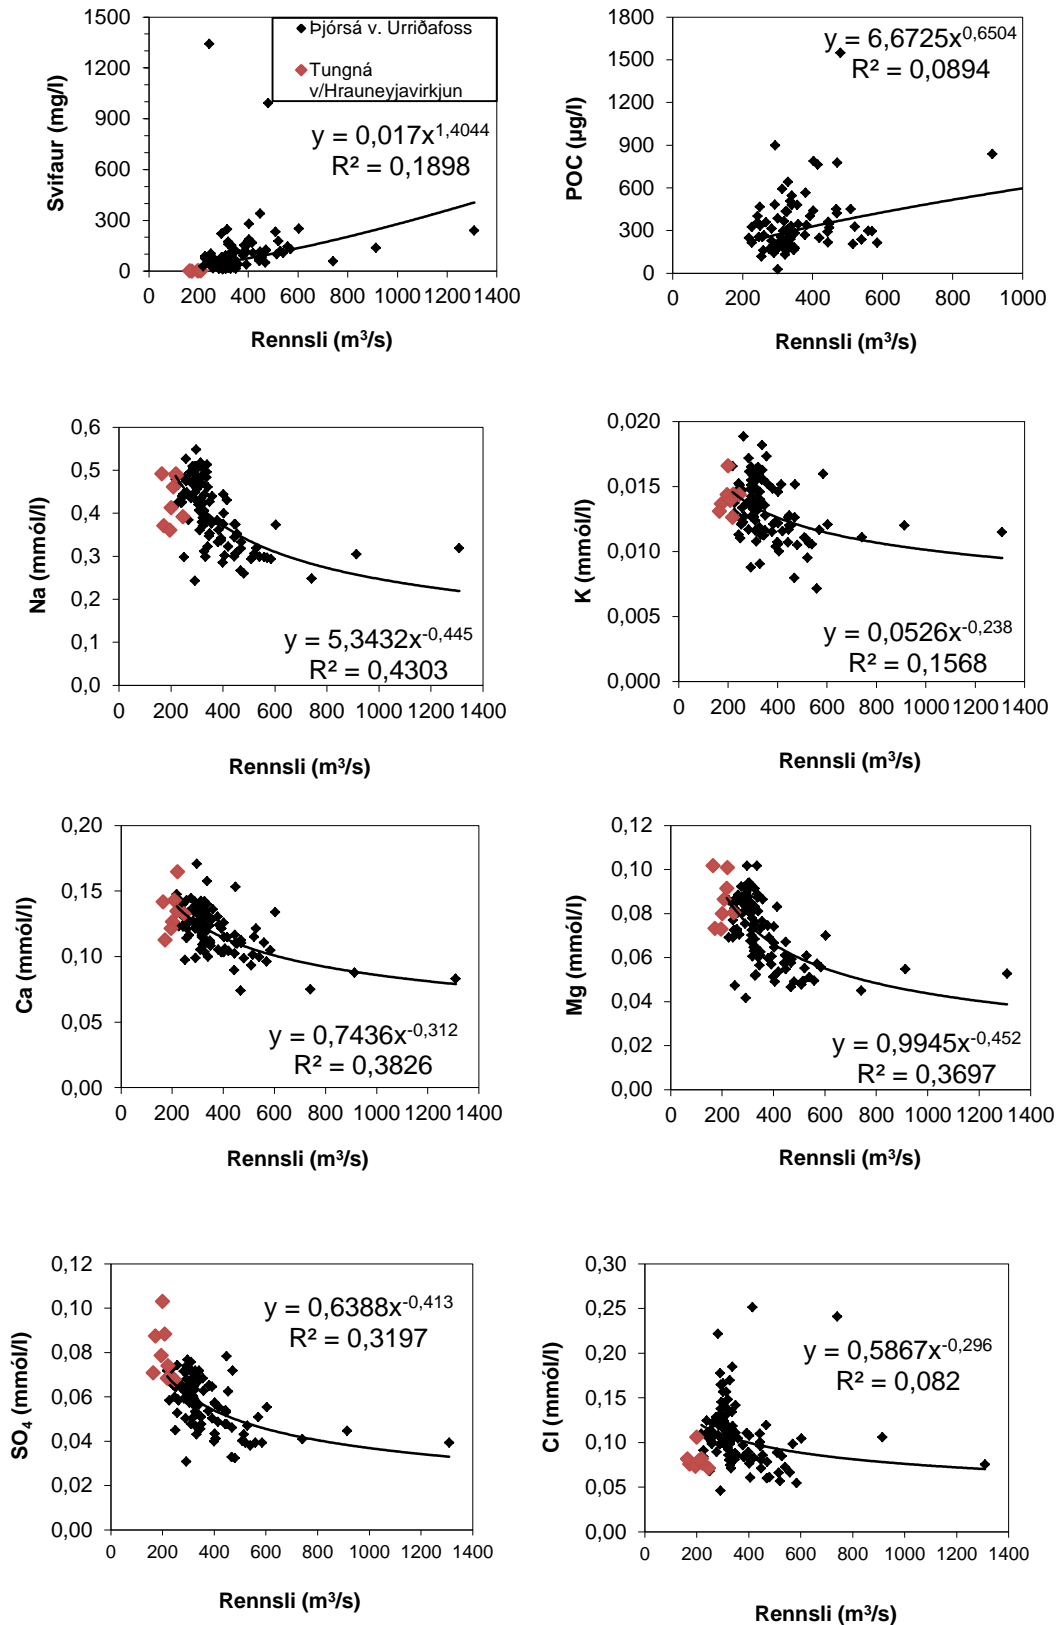 1500
1200
900
600
300
0
Svifaur (mg/l)
Þjórsá v. Urriðafoss
Tungná
v/Hrauneyjavirkjun
y = 0,017x^1,4044
R² = 0,1898
0 200 400 600 800 1000 1200 1400
Rennsli (m³/s)
1800
1500
1200
900
600
300
0
POC (µg/l)
y = 6,6725x^0,6504
R² = 0,0894
0 200 400 600 800 1000
Rennsli (m³/s)
0,6
0,5
0,4
0,3
0,2
0,1
0,0
Na (mmól/l)
y = 5,3432x^-0,445
R² = 0,4303
0 200 400 600 800 1000 1200 1400
Rennsli (m³/s)
0,020
0,015
0,010
0,005
0,000
K (mmól/l)
y = 0,0526x^-0,238
R² = 0,1568
0 200 400 600 800 1000 1200 1400
Rennsli (m³/s)
0,20
0,15
0,10
0,05
0,00
Ca (mmól/l)
y = 0,7436x^-0,312
R² = 0,3826
0 200 400 600 800 1000 1200 1400
Rennsli (m³/s)
0,12
0,10
0,08
0,06
0,04
0,02
0,00
Mg (mmól/l)
y = 0,9945x^-0,452
R² = 0,3697
0 200 400 600 800 1000 1200 1400
Rennsli (m³/s)
0,12
0,10
0,08
0,06
0,04
0,02
0,00
SO₄ (mmól/l)
y = 0,6388x^-0,413
R² = 0,3197
0 200 400 600 800 1000 1200 1400
Rennsli (m³/s)
0,30
0,25
0,20
0,15
0,10
0,05
0,00
Cl (mmól/l)
y = 0,5867x^-0,296
R² = 0,082
0 200 400 600 800 1000 1200 1400
Rennsli (m³/s)